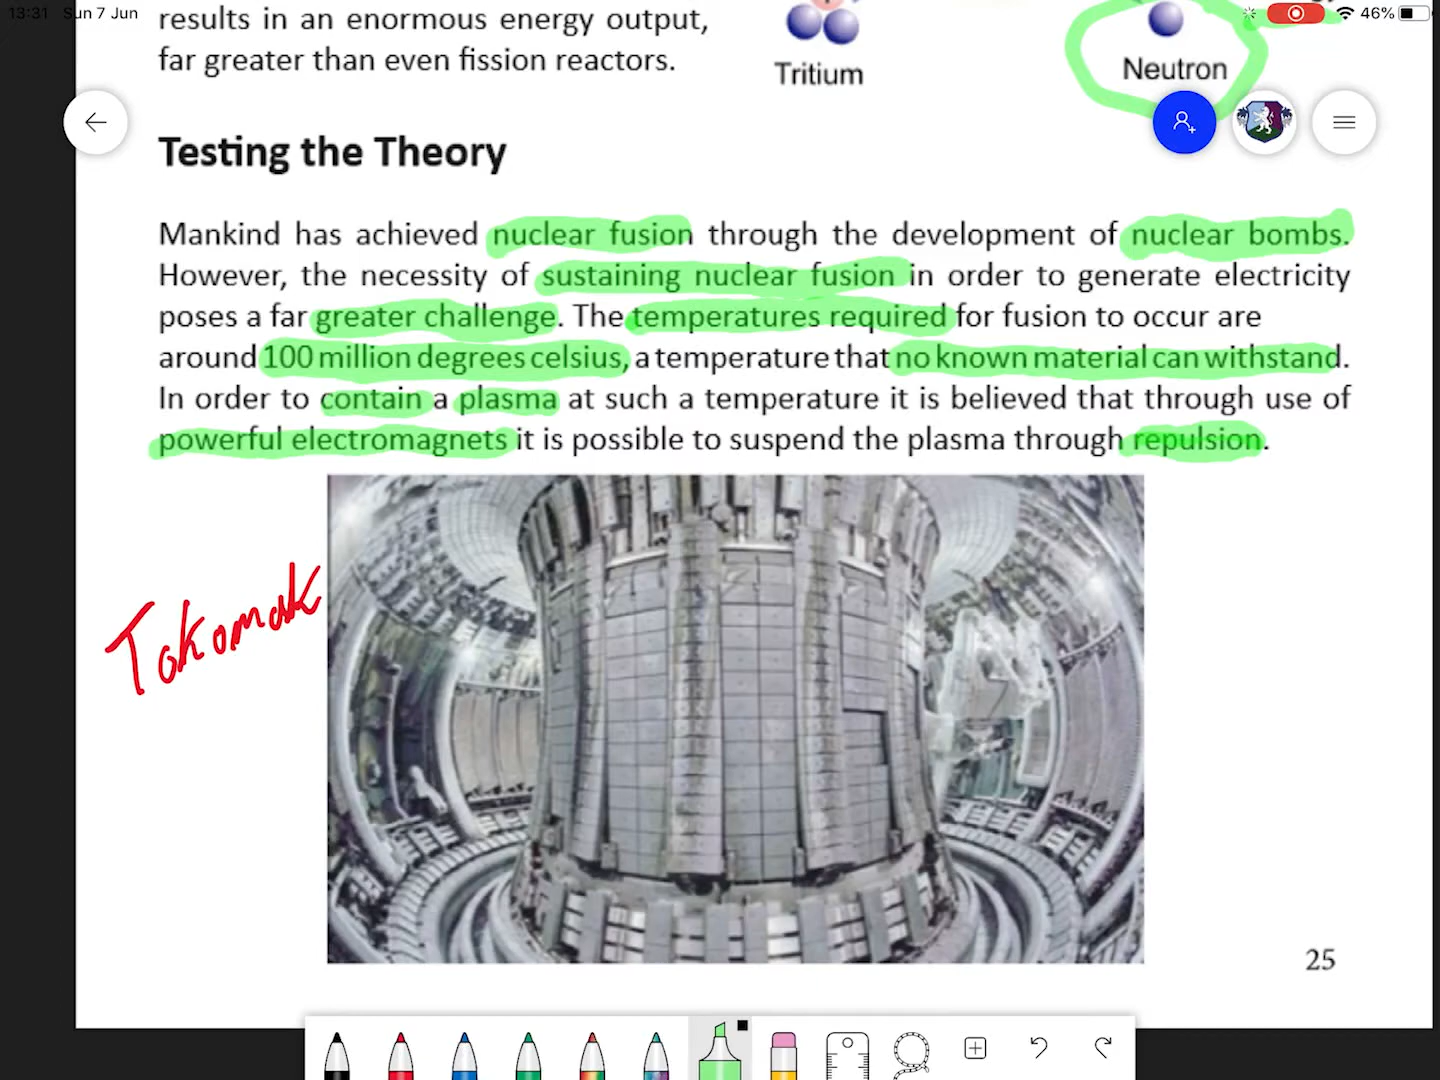 13:31 Sun 7 Jun
46%
results in an enormous energy output,
far greater than even fission reactors.
Tritium
Neutron
Testing the Theory
Mankind has achieved nuclear fusion through the development of nuclear bombs.
However, the necessity of sustaining nuclear fusion in order to generate electricity
poses a far greater challenge. The temperatures required for fusion to occur are
around 100 million degrees celsius, a temperature that no known material can withstand.
In order to contain a plasma at such a temperature it is believed that through use of
powerful electromagnets it is possible to suspend the plasma through repulsion.
Tokomak
25